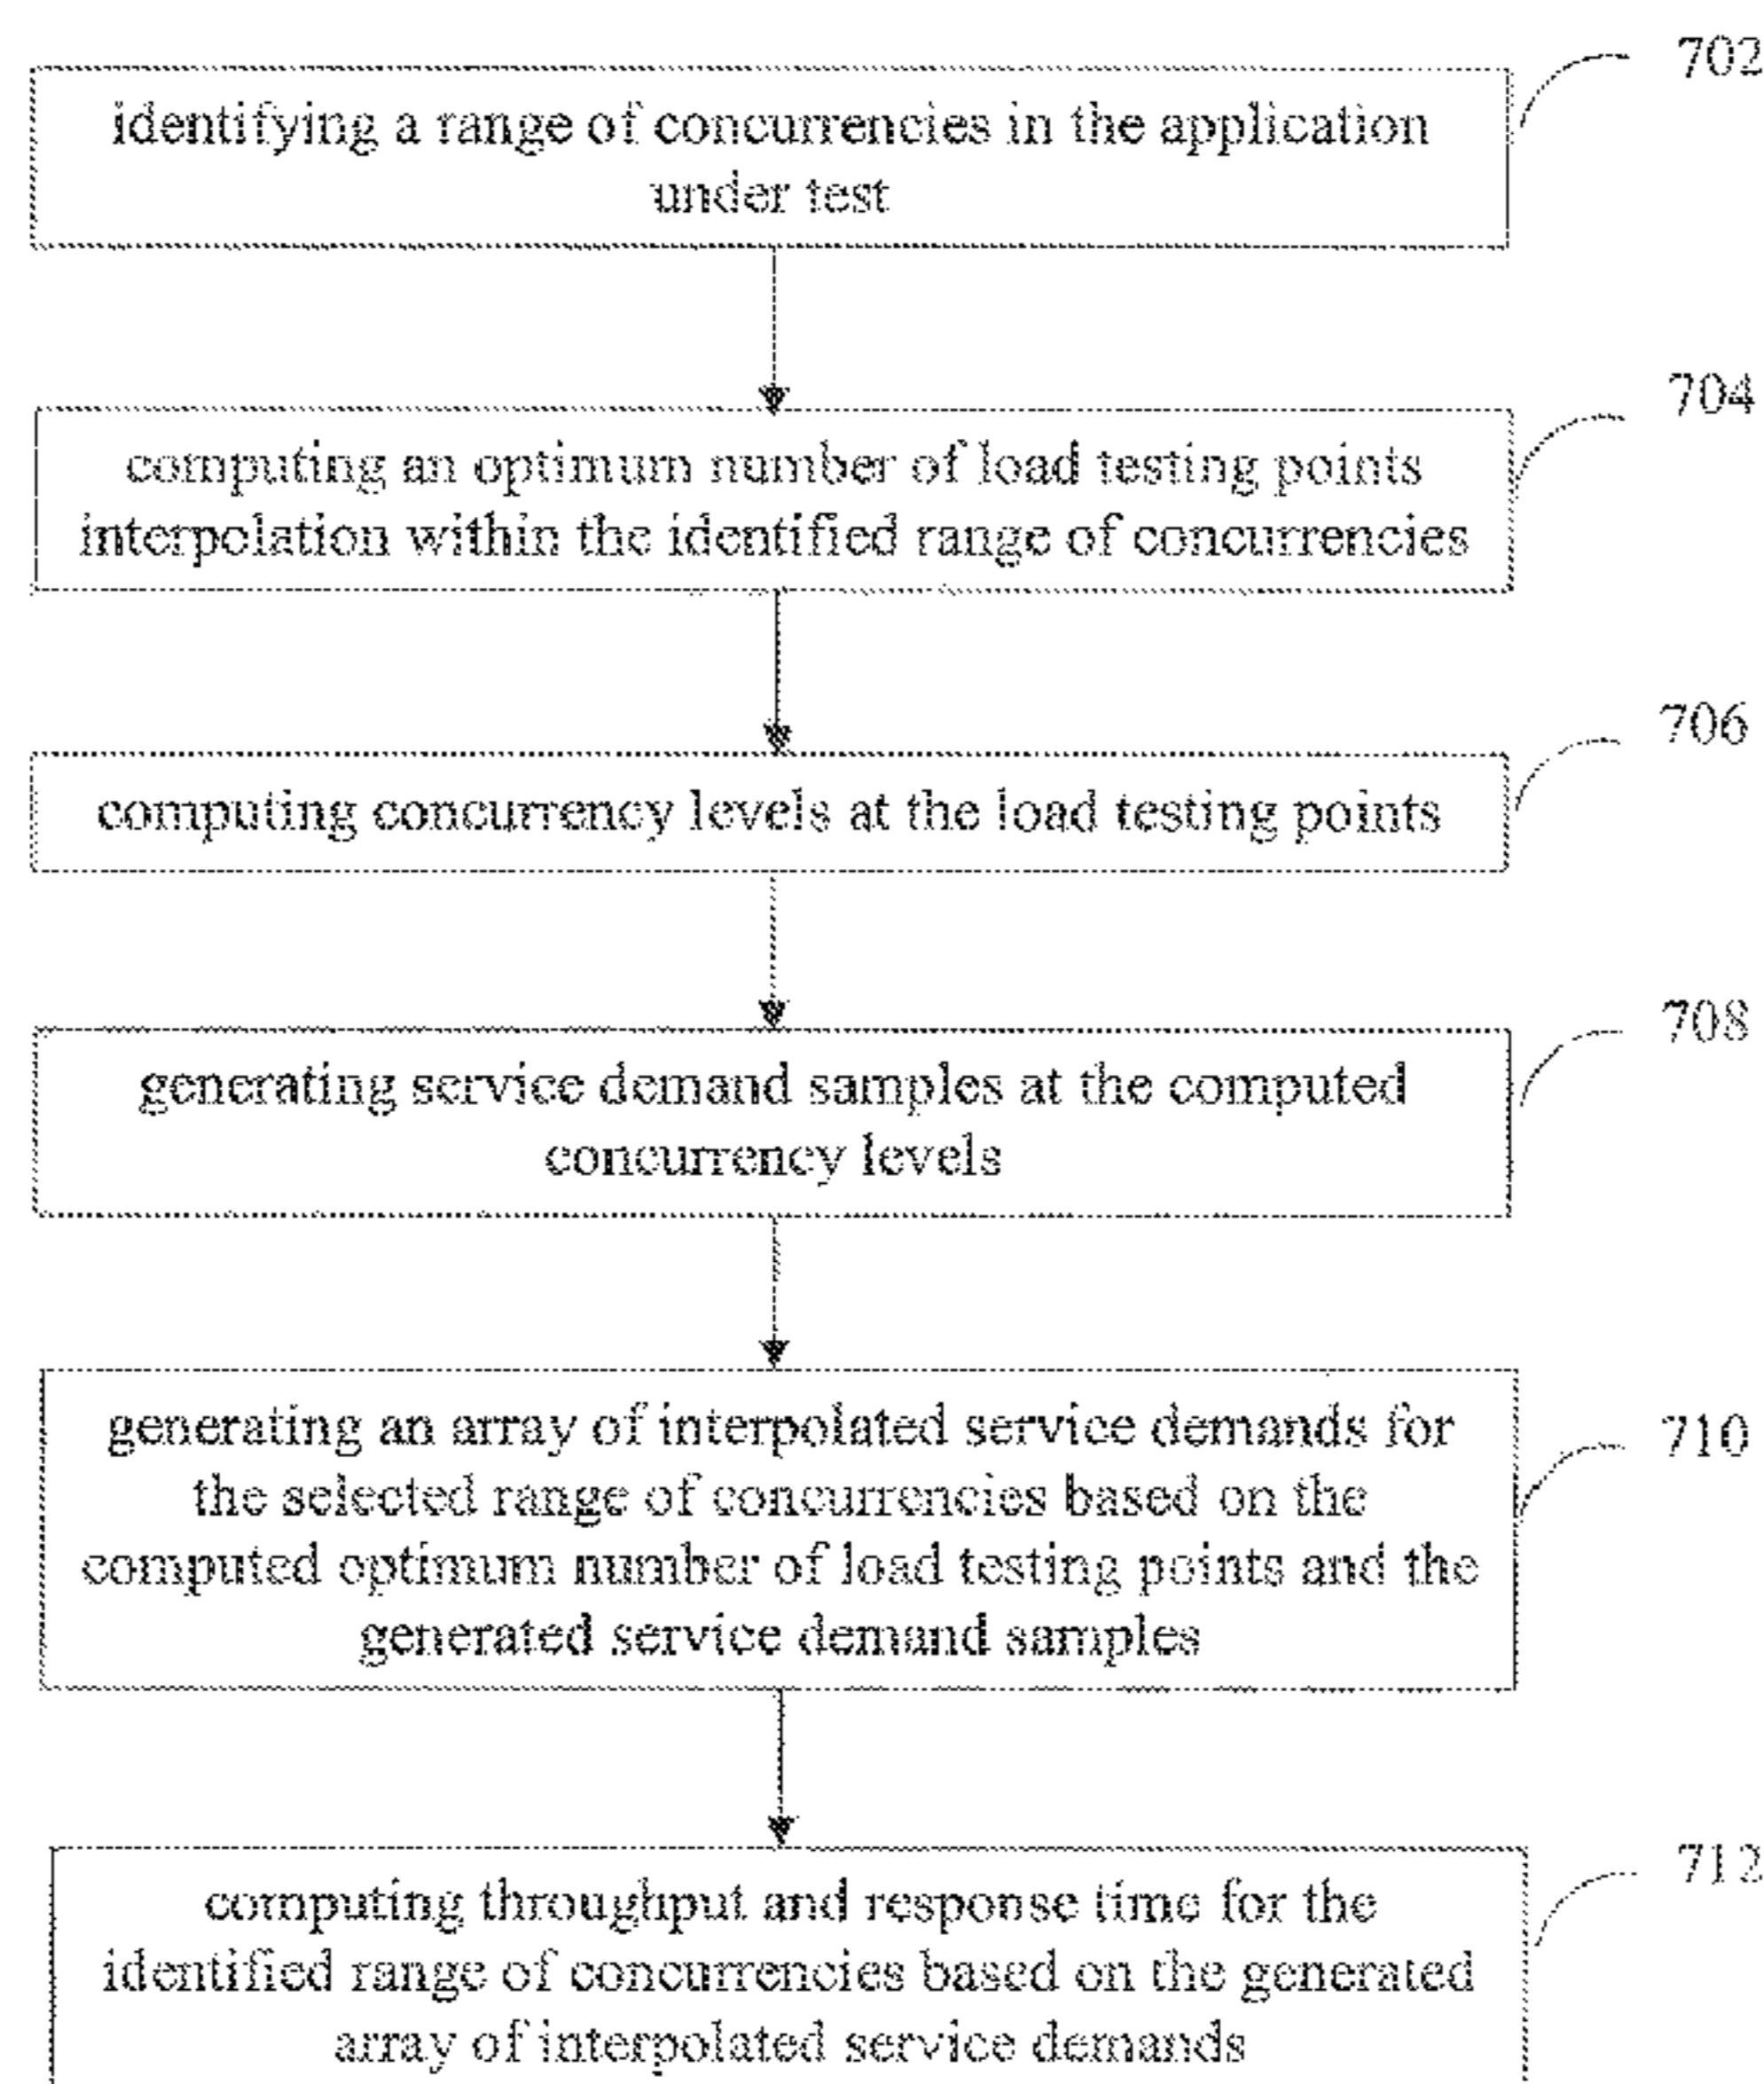 702
identifying a range of concurrencies in the application
under test
704
computing an optimum number of load testing points
interpolation within the identified range of concurrencies
706
computing concurrency levels at the load testing points
708
generating service demand samples at the computed
concurrency levels
710
generating an array of interpolated service demands for
the selected range of concurrencies based on the
computed optimum number of load testing points and the
generated service demand samples
712
computing throughput and response time for the
identified range of concurrencies based on the generated
array of interpolated service demands